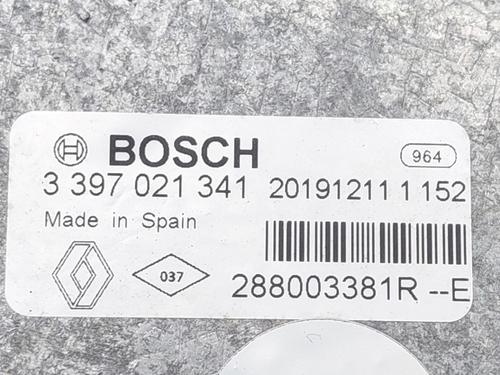 BOSCH 964
3 397 021 341 20191211 1 152
Made in Spain
037 288003381R --E